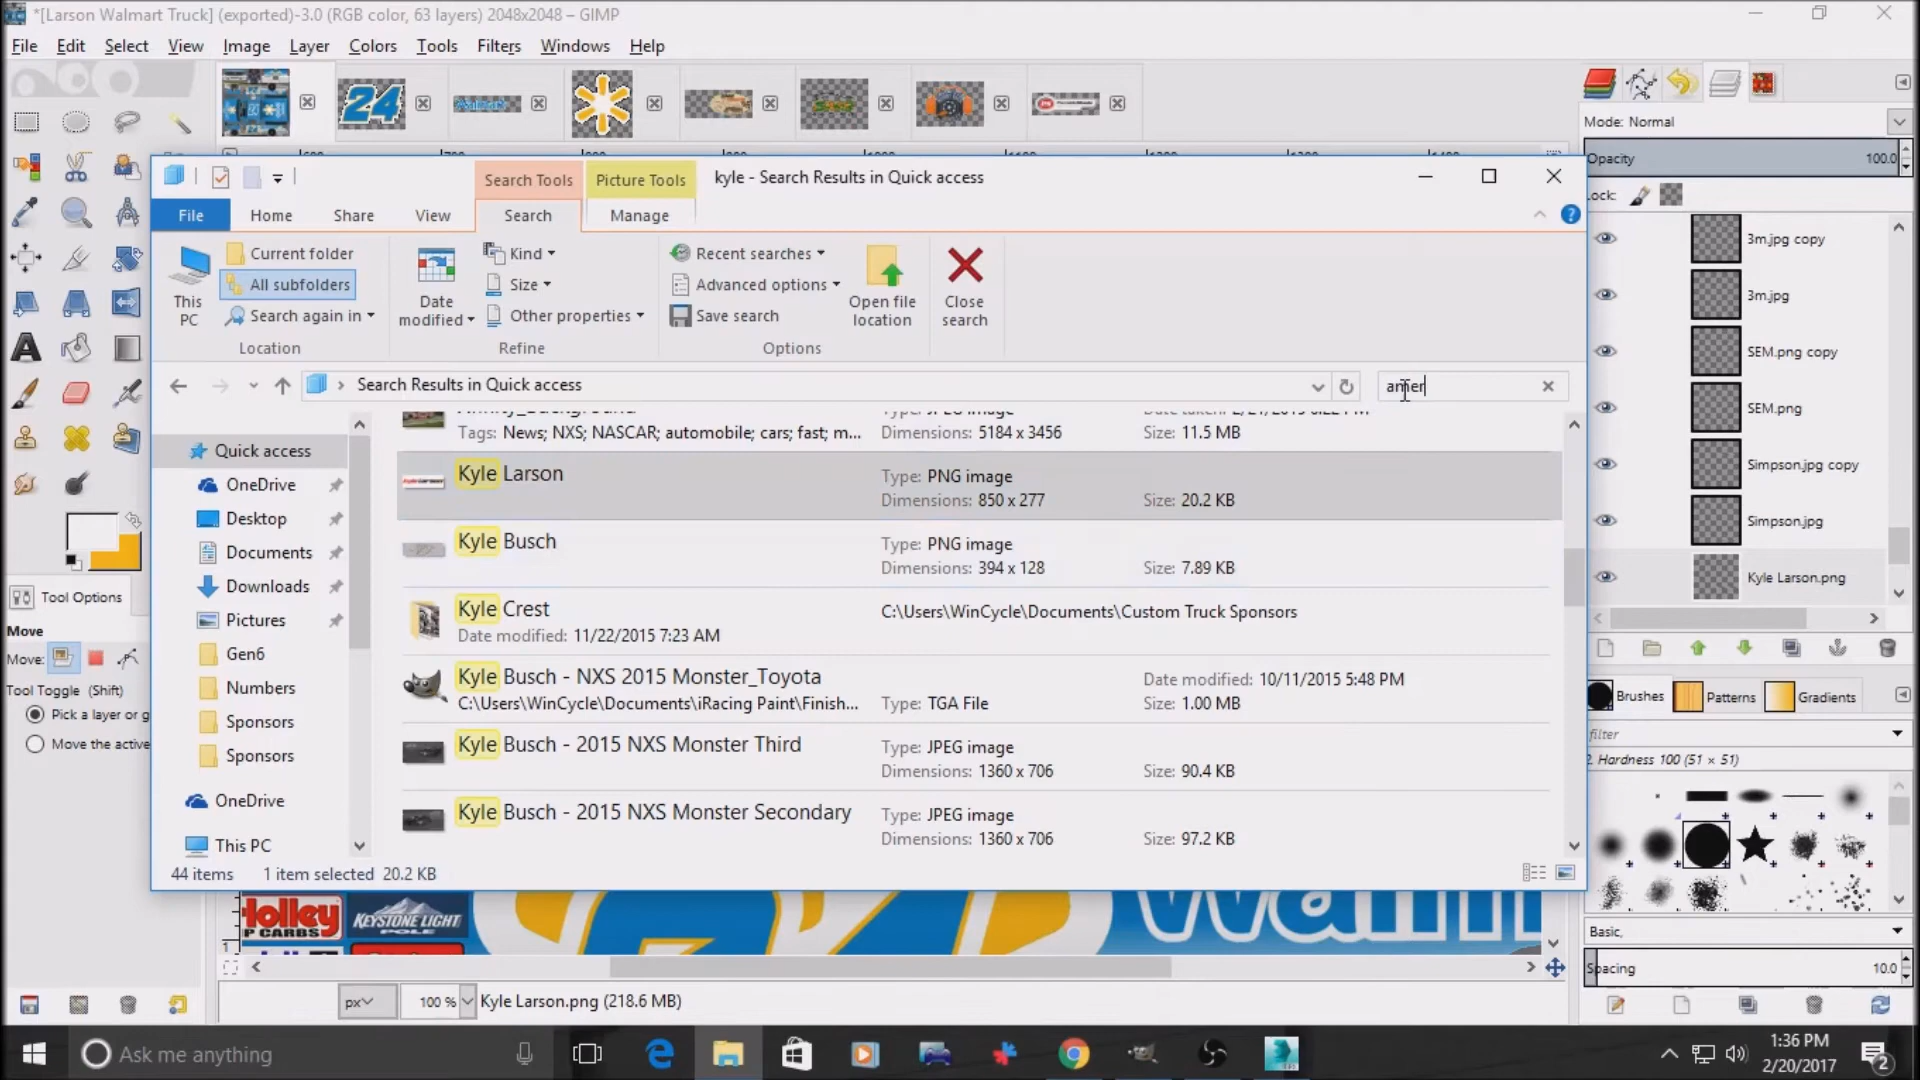 *[Larson Walmart Truck] (exported)-3.0 (RGB color, 63 layers) 2048x2048 – GIMP
File Edit Select View Image Layer Colors Tools Filters Windows Help
24
Mode: Normal
Opacity 100.0
Lock:
Search Tools Picture Tools kyle - Search Results in Quick access
File Home Share View Search Manage
This PC
Current folder
All subfolders
Search again in
Location
Date modified
Kind
Size
Other properties
Refine
Recent searches
Advanced options
Save search
Options
Open file location
Close search
Search Results in Quick access
amer
Quick access
OneDrive
Desktop
Documents
Downloads
Pictures
Gen6
Numbers
Sponsors
Sponsors
OneDrive
This PC
Tags: News; NXS; NASCAR; automobile; cars; fast; m... Dimensions: 5184 x 3456 Size: 11.5 MB
Kyle Larson Type: PNG image
Dimensions: 850 x 277 Size: 20.2 KB
Kyle Busch Type: PNG image
Dimensions: 394 x 128 Size: 7.89 KB
Kyle Crest C:\Users\WinCycle\Documents\Custom Truck Sponsors
Date modified: 11/22/2015 7:23 AM
Kyle Busch - NXS 2015 Monster_Toyota Date modified: 10/11/2015 5:48 PM
C:\Users\WinCycle\Documents\iRacing Paint\Finish... Type: TGA File Size: 1.00 MB
Kyle Busch - 2015 NXS Monster Third Type: JPEG image
Dimensions: 1360 x 706 Size: 90.4 KB
Kyle Busch - 2015 NXS Monster Secondary Type: JPEG image
Dimensions: 1360 x 706 Size: 97.2 KB
44 items 1 item selected 20.2 KB
Tool Options
Move
Move:
Tool Toggle (Shift)
Pick a layer or g
Move the active
3m.jpg copy
3m.jpg
SEM.png copy
SEM.png
Simpson.jpg copy
Simpson.jpg
Kyle Larson.png
Brushes Patterns Gradients
filter
2. Hardness 100 (51 × 51)
Basic,
Spacing 10.0
Holley
P CARBS
KEYSTONE LIGHT
POLE
px 100 % Kyle Larson.png (218.6 MB)
Ask me anything
1:36 PM
2/20/2017
2